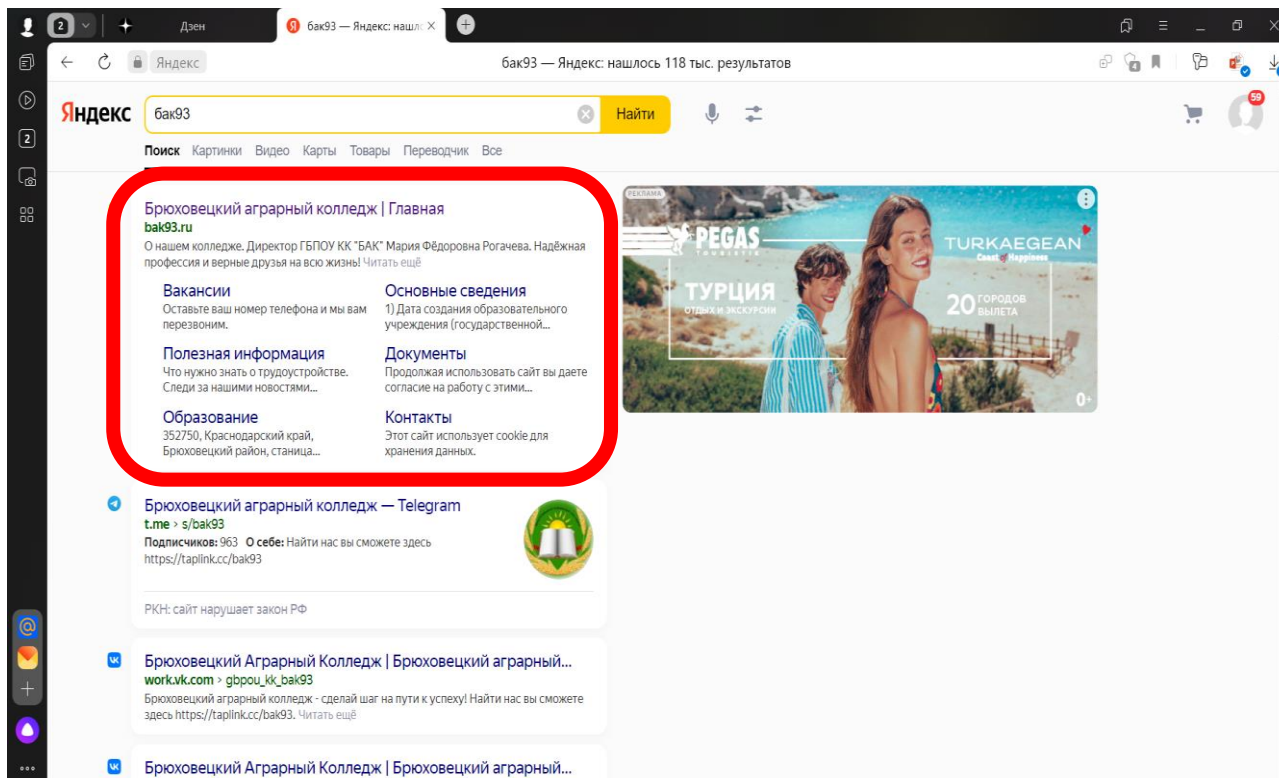 2
Дзен
бак93 — Яндекс: нашло
Яндекс
бак93 — Яндекс: нашлось 118 тыс. результатов
4
59
2
Яндекс
бак93
Найти
Поиск Картинки Видео Карты Товары Переводчик Все
Брюховецкий аграрный колледж | Главная
bak93.ru
О нашем колледже. Директор ГБПОУ КК "БАК" Мария Фёдоровна Рогачева. Надёжная
профессия и верные друзья на всю жизнь! Читать ещё
Вакансии
Оставьте ваш номер телефона и мы вам
перезвоним.
Основные сведения
1) Дата создания образовательного
учреждения (государственной...
Полезная информация
Что нужно знать о трудоустройстве.
Следи за нашими новостями...
Документы
Продолжая использовать сайт вы даете
согласие на работу с этими...
Образование
352750, Краснодарский край,
Брюховецкий район, станица...
Контакты
Этот сайт использует cookie для
хранения данных.
РЕКЛАМА
PEGAS
TOURISTIK
TURKAEGEAN
Coast of Happiness
ТУРЦИЯ
ОТДЫХ И ЭКСКУРСИИ
20 ГОРОДОВ
ВЫЛЕТА
0+
Брюховецкий аграрный колледж — Telegram
t.me › s/bak93
Подписчиков: 963 О себе: Найти нас вы сможете здесь
https://taplink.cc/bak93
РКН: сайт нарушает закон РФ
Брюховецкий Аграрный Колледж | Брюховецкий аграрный...
work.vk.com › gbpou_kk_bak93
Брюховецкий аграрный колледж - сделай шаг на пути к успеху! Найти нас вы сможете
здесь https://taplink.cc/bak93. Читать ещё
Брюховецкий Аграрный Колледж | Брюховецкий аграрный...